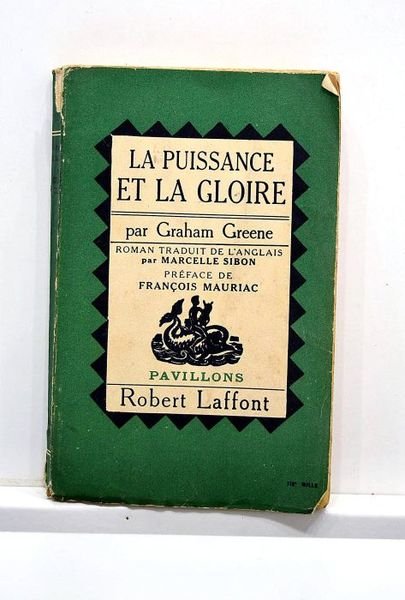 LA PUISSANCE
ET LA GLOIRE
par Graham Greene
ROMAN TRADUIT DE L'ANGLAIS
par MARCELLE SIBON
PRÉFACE DE
FRANÇOIS MAURIAC
PAVILLONS
Robert Laffont
MILLE